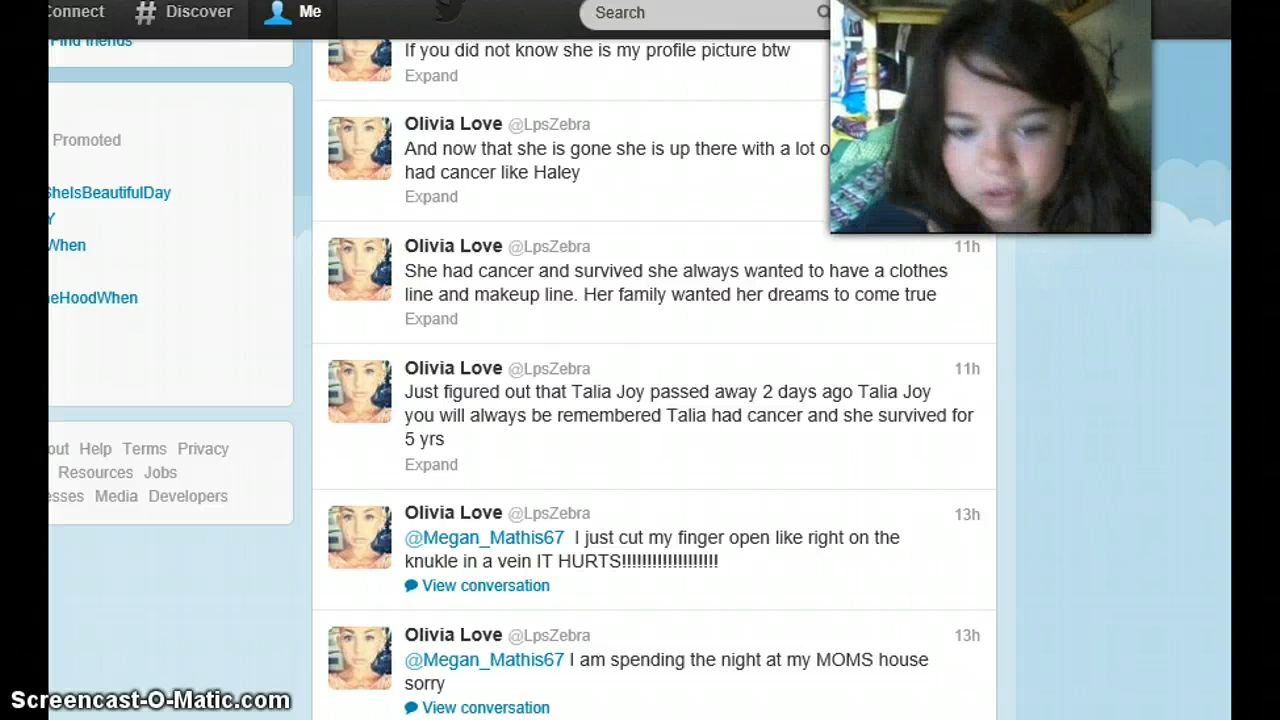 Connect # Discover Me Search
Find friends
If you did not know she is my profile picture btw
Expand
Promoted
Olivia Love @LpsZebra
And now that she is gone she is up there with a lot o
had cancer like Haley
Expand
SheIsBeautifulDay
Y
When
eHoodWhen
Olivia Love @LpsZebra 11h
She had cancer and survived she always wanted to have a clothes
line and makeup line. Her family wanted her dreams to come true
Expand
Olivia Love @LpsZebra 11h
Just figured out that Talia Joy passed away 2 days ago Talia Joy
you will always be remembered Talia had cancer and she survived for
5 yrs
Expand
out Help Terms Privacy
Resources Jobs
esses Media Developers
Olivia Love @LpsZebra 13h
@Megan_Mathis67 I just cut my finger open like right on the
knukle in a vein IT HURTS!!!!!!!!!!!!!!!!!!!
View conversation
Olivia Love @LpsZebra 13h
@Megan_Mathis67 I am spending the night at my MOMS house
sorry
View conversation
Screencast-O-Matic.com